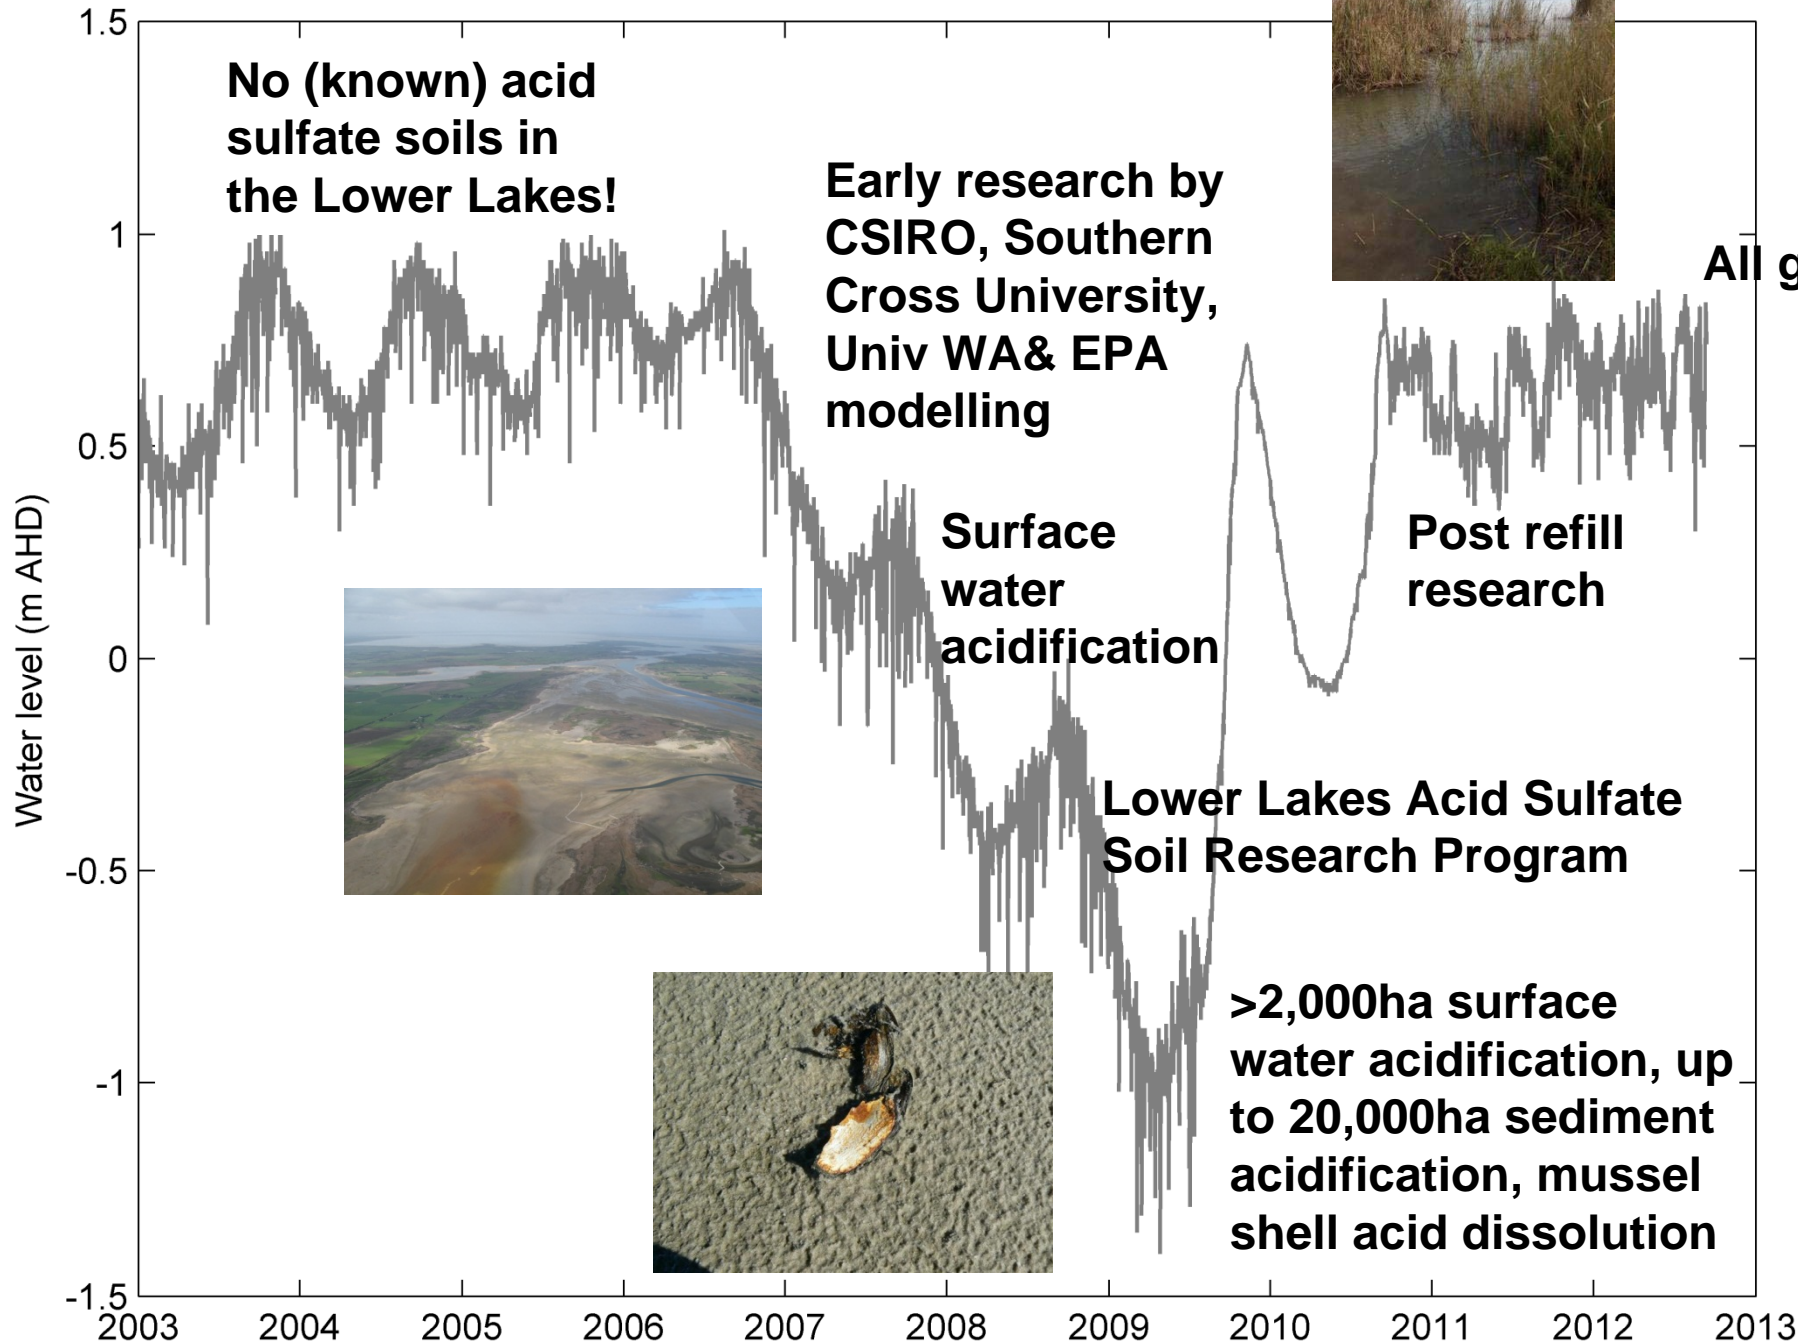 1.5
No (known) acid
sulfate soils in
the Lower Lakes!
Early research by
CSIRO, Southern
Cross University,
Univ WA& EPA
modelling
1
All g
0.5
Surface
water
acidification
Post refill
research
Water level (m AHD)
0
Lower Lakes Acid Sulfate
Soil Research Program
-0.5
>2,000ha surface
water acidification, up
to 20,000ha sediment
acidification, mussel
shell acid dissolution
-1
-1.5
2003 2004 2005 2006 2007 2008 2009 2010 2011 2012 2013